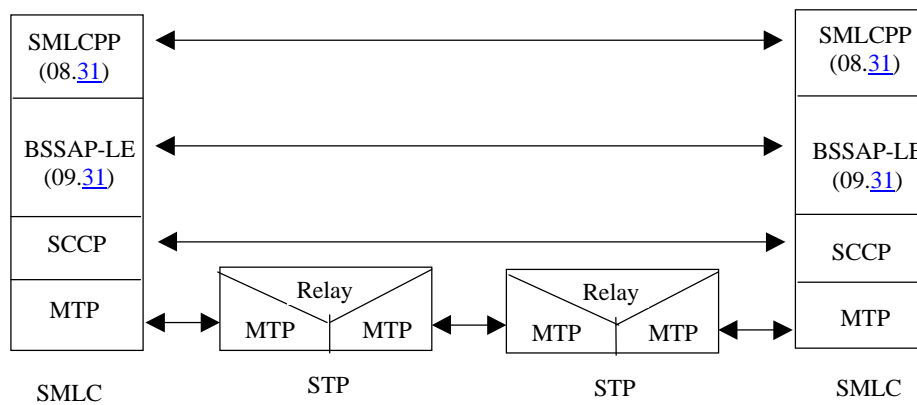 SMLCPP
(08.31)
BSSAP-LE
(09.31)
SCCP
MTP
SMLC
Relay
MTP MTP
STP
Relay
MTP MTP
STP
SMLCPP
(08.31)
BSSAP-LE
(09.31)
SCCP
MTP
SMLC